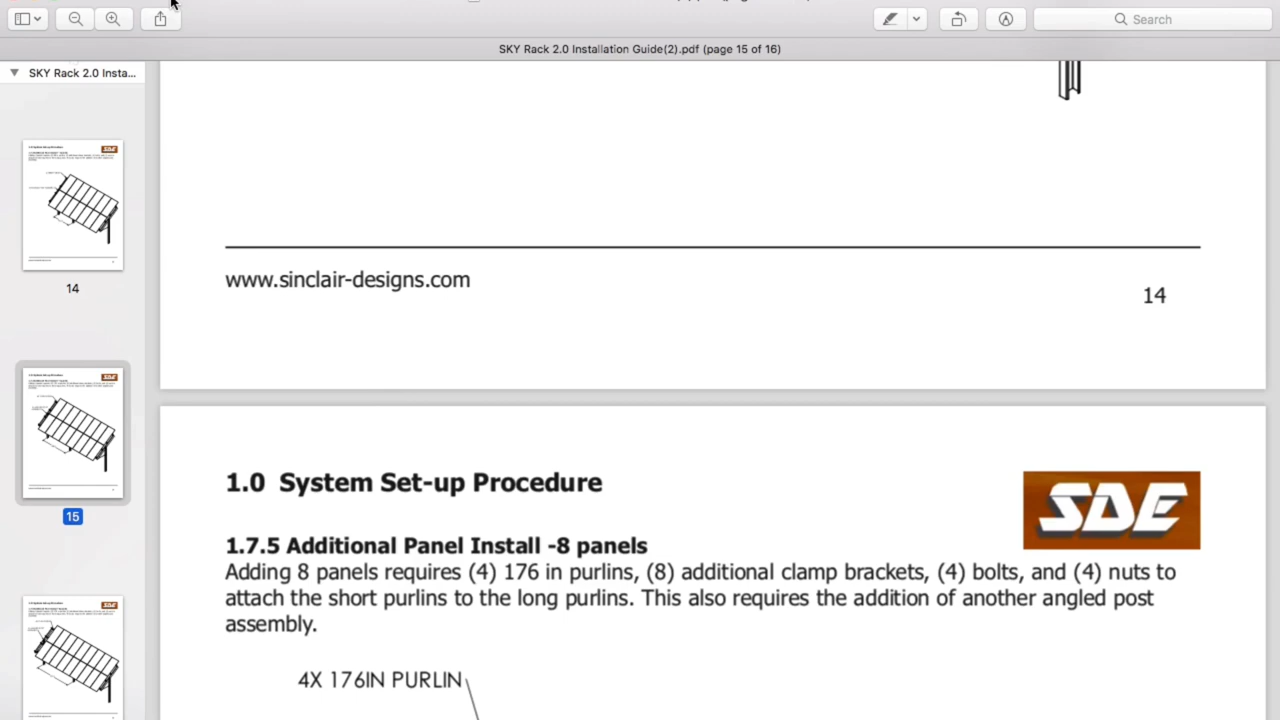 Search
SKY Rack 2.0 Installation Guide(2).pdf (page 15 of 16)
SKY Rack 2.0 Insta...
14
15
www.sinclair-designs.com
14
1.0 System Set-up Procedure
SDE
1.7.5 Additional Panel Install -8 panels
Adding 8 panels requires (4) 176 in purlins, (8) additional clamp brackets, (4) bolts, and (4) nuts to
attach the short purlins to the long purlins. This also requires the addition of another angled post
assembly.
4X 176IN PURLIN